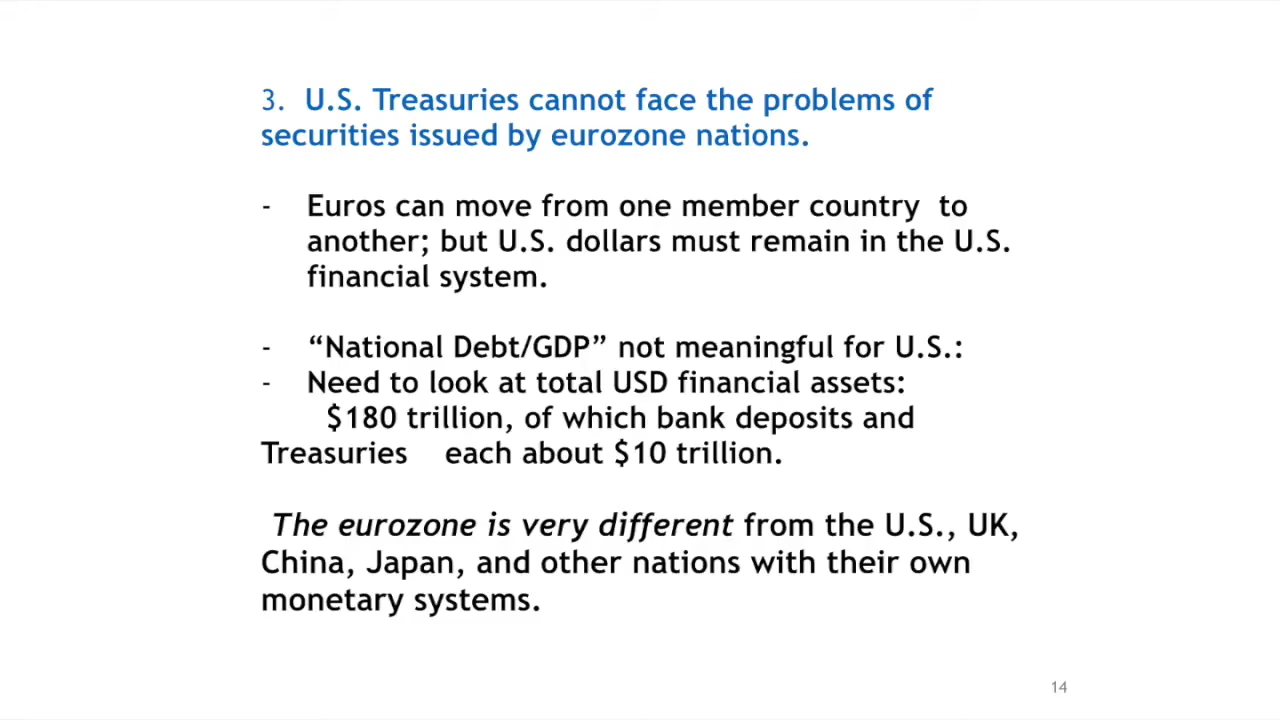 3. U.S. Treasuries cannot face the problems of
securities issued by eurozone nations.
- Euros can move from one member country to
another; but U.S. dollars must remain in the U.S.
financial system.
- “National Debt/GDP” not meaningful for U.S.:
- Need to look at total USD financial assets:
$180 trillion, of which bank deposits and
Treasuries each about $10 trillion.
The eurozone is very different from the U.S., UK,
China, Japan, and other nations with their own
monetary systems.
14